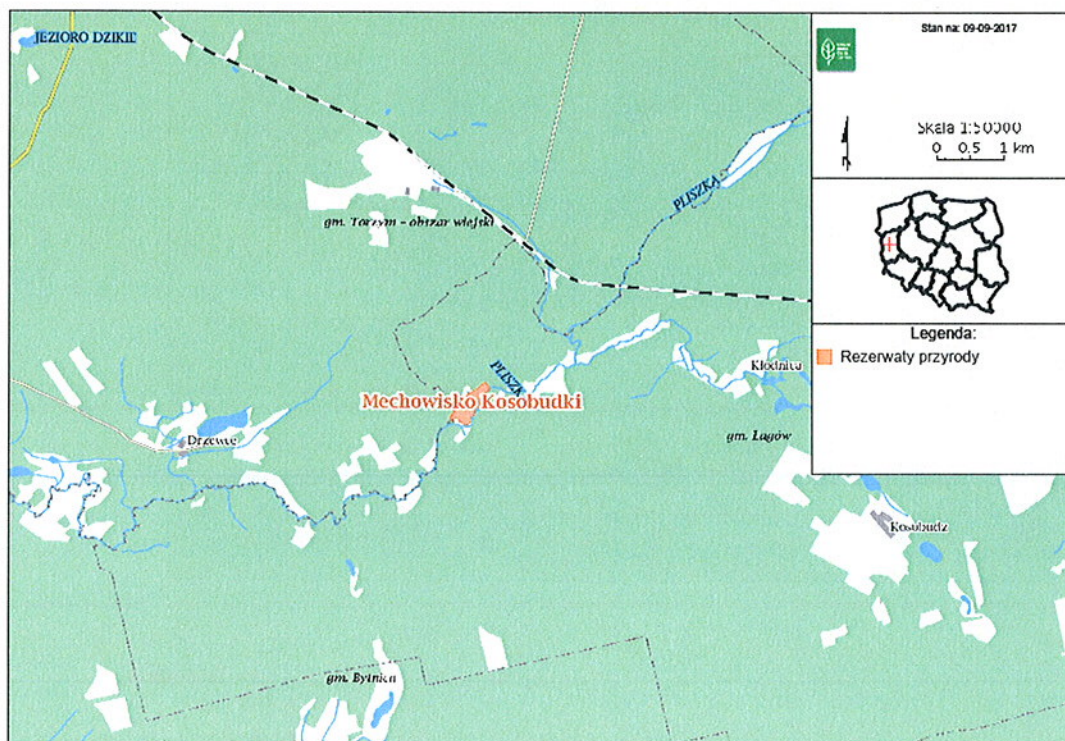 JEZIORO DZIKIE
PLISZKA
gm. Torzym - obszar wiejski
PLISZK
Mechowisko Kosobudki
Kłodnica
gm. Łagów
Drzewce
Kosobudz
gm. Bytnica
Stan na: 09-09-2017
Skala 1:50000
0 0,5 1 km
Legenda:
Rezerwaty przyrody